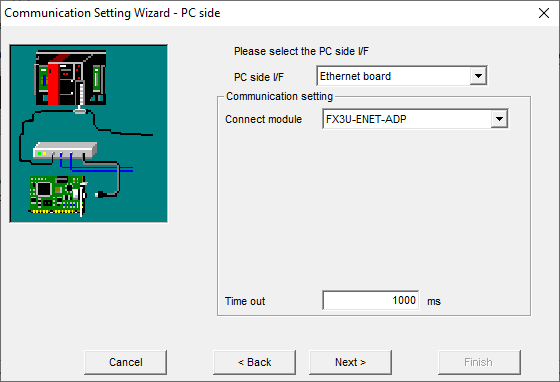 Communication Setting Wizard - PC side
Please select the PC side I/F
PC side I/F Ethernet board
Communication setting
Connect module FX3U-ENET-ADP
Time out 1000 ms
Cancel < Back Next > Finish